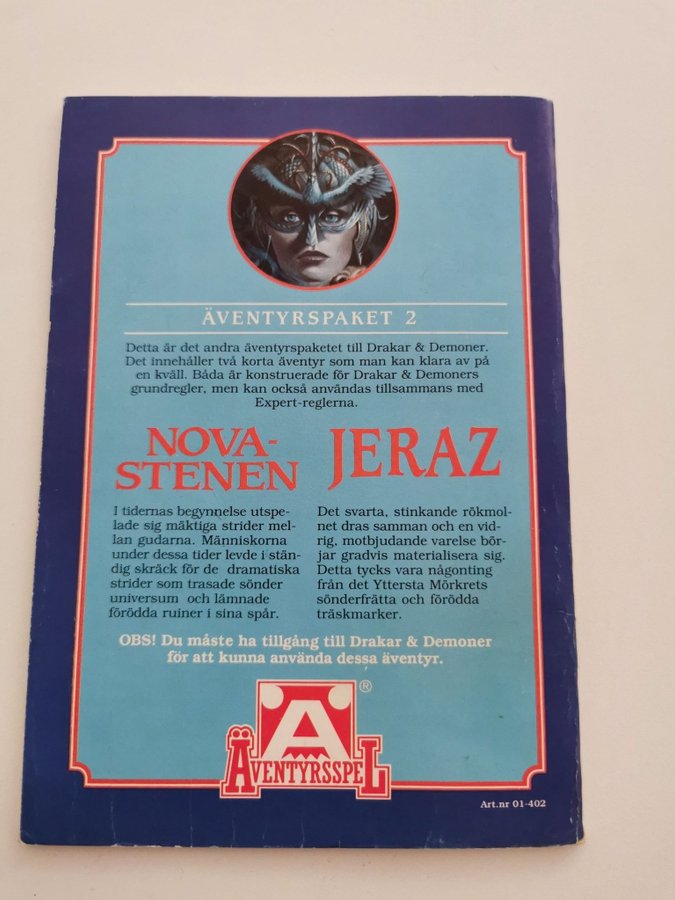 ÄVENTYRSPAKET 2
Detta är det andra äventyrspaketet till Drakar & Demoner.
Det innehåller två korta äventyr som man kan klara av på
en kväll. Båda är konstruerade för Drakar & Demoners
grundregler, men kan också användas tillsammans med
Expert-reglerna.
NOVA-
STENEN
I tidernas begynnelse utspe-
lade sig mäktiga strider mel-
lan gudarna. Människorna
under dessa tider levde i stän-
dig skräck för de dramatiska
strider som trasade sönder
universum och lämnade
förödda ruiner i sina spår.
JERAZ
Det svarta, stinkande rökmol-
net dras samman och en vid-
rig, motbjudande varelse bör-
jar gradvis materialisera sig.
Detta tycks vara någonting
från det Yttersta Mörkrets
sönderfrätta och förödda
träskmarker.
OBS! Du måste ha tillgång till Drakar & Demoner
för att kunna använda dessa äventyr.
Ä ®
ÄVENTYRSSPEL
Art.nr 01-402